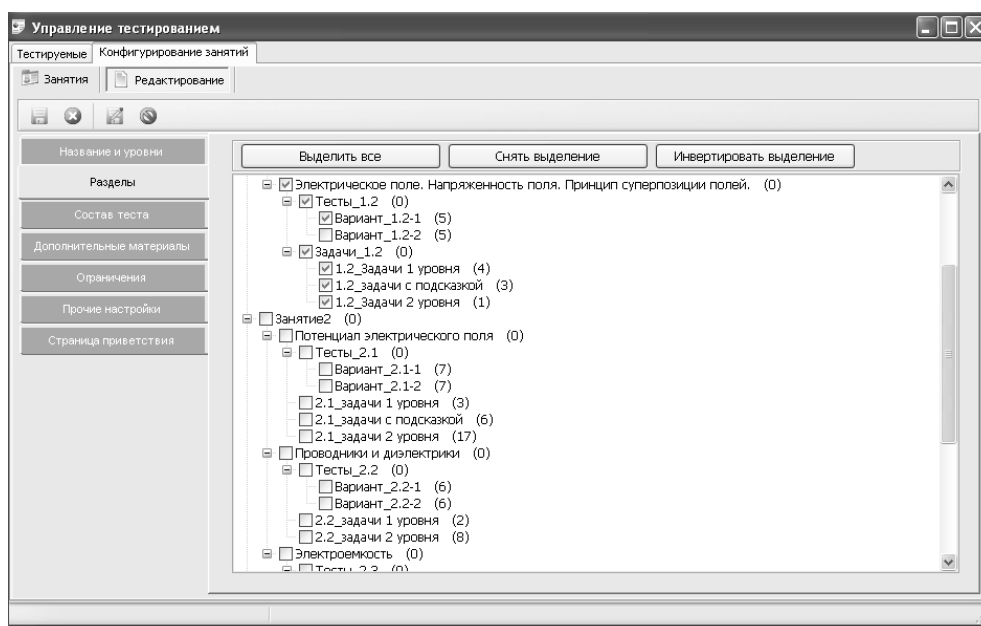 Управление тестированием
Тестируемые Конфигурирование занятий
Занятия Редактирование
Название и уровни
Разделы
Состав теста
Дополнительные материалы
Ограничения
Прочие настройки
Страница приветствия
Выделить все Снять выделение Инвертировать выделение
Электрическое поле. Напряженность поля. Принцип суперпозиции полей. (0)
Тесты_1.2 (0)
Вариант_1.2-1 (5)
Вариант_1.2-2 (5)
Задачи_1.2 (0)
1.2_Задачи 1 уровня (4)
1.2_задачи с подсказкой (3)
1.2_Задачи 2 уровня (1)
Занятие2 (0)
Потенциал электрического поля (0)
Тесты_2.1 (0)
Вариант_2.1-1 (7)
Вариант_2.1-2 (7)
2.1_задачи 1 уровня (3)
2.1_задачи с подсказкой (6)
2.1_задачи 2 уровня (17)
Проводники и диэлектрики (0)
Тесты_2.2 (0)
Вариант_2.2-1 (6)
Вариант_2.2-2 (6)
2.2_задачи 1 уровня (2)
2.2_задачи 2 уровня (8)
Электроемкость (0)
Тесты_2.3 (0)